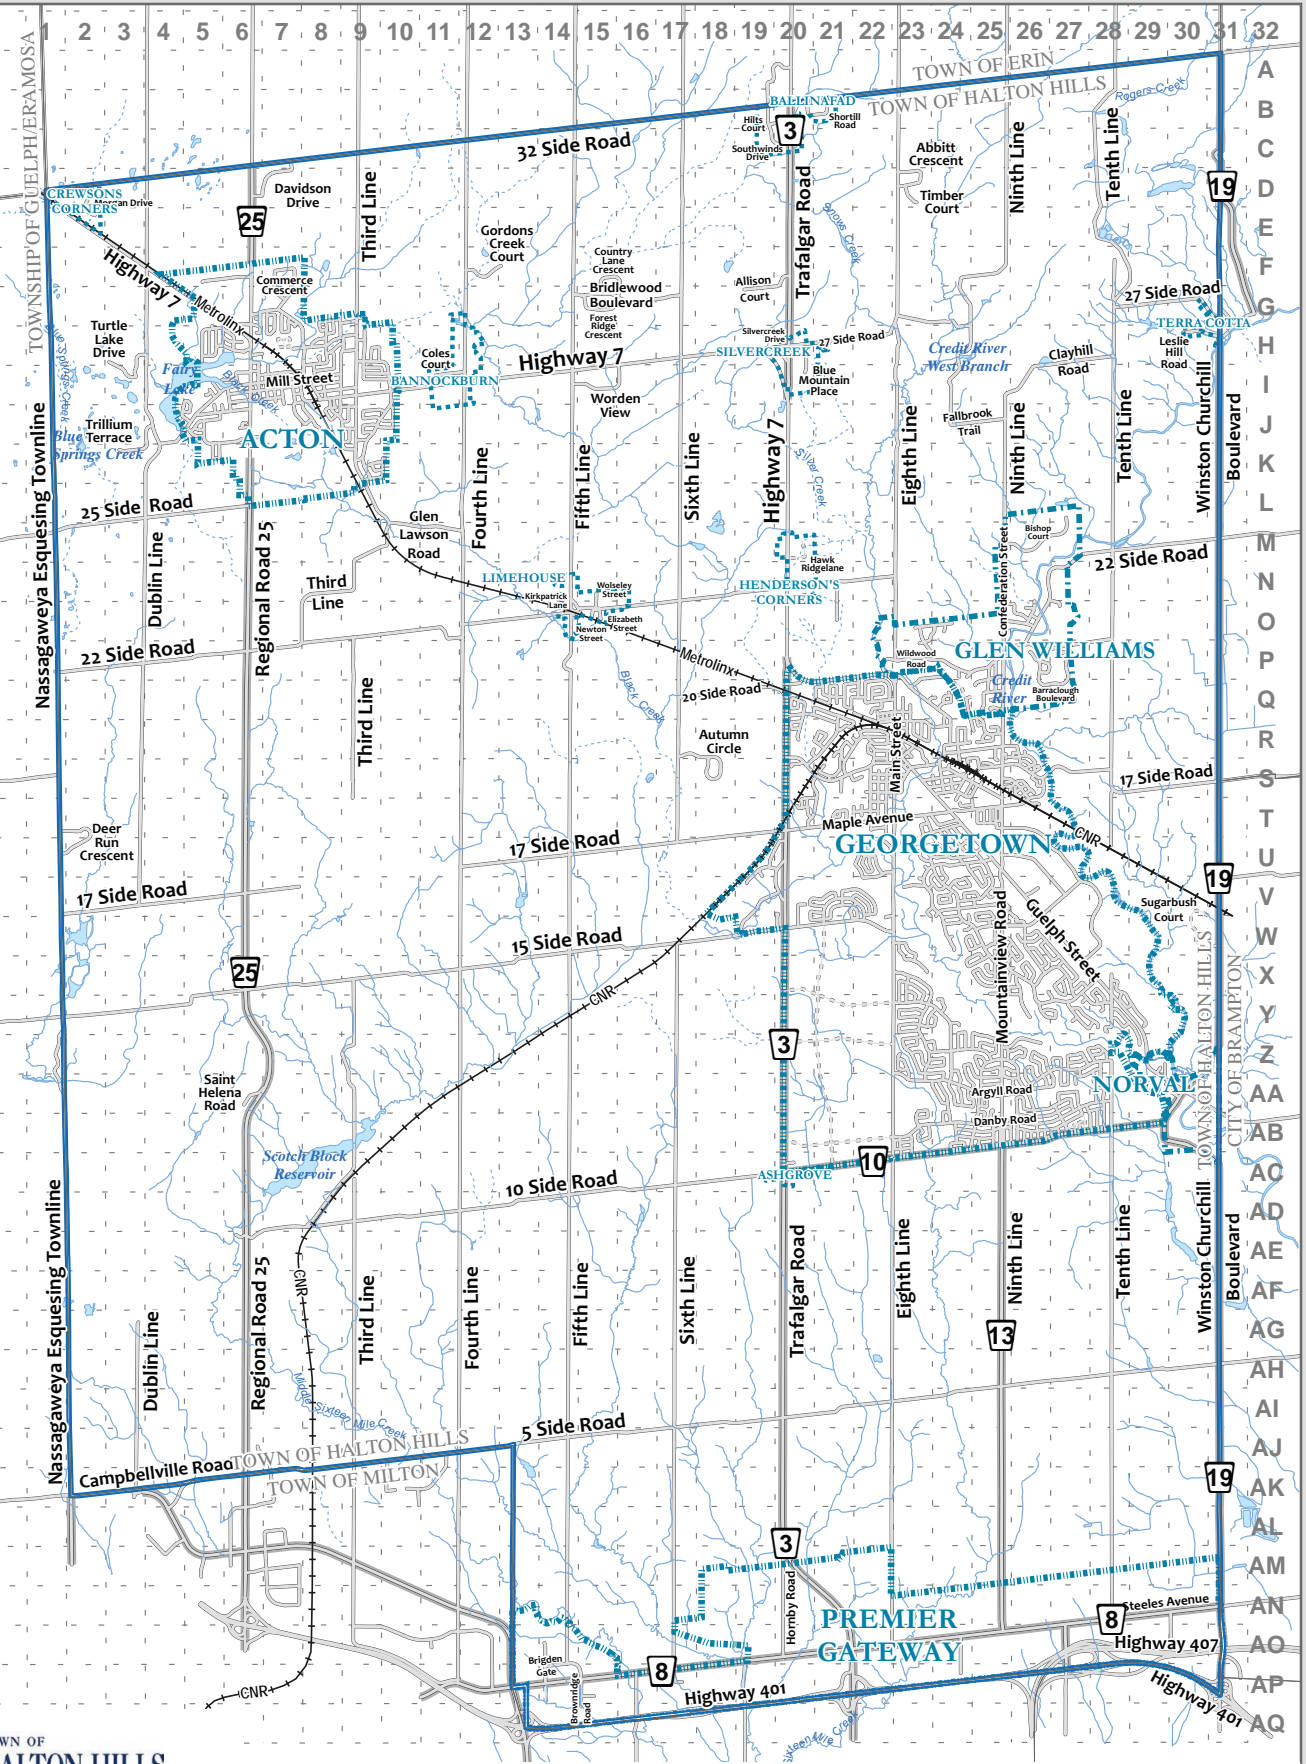 1 2 3 4 5 6 7 8 9 10 11 12 13 14 15 16 17 18 19 20 21 22 23 24 25 26 27 28 29 30 31 32
A
B
C
D
E
F
G
H
I
J
K
L
M
N
O
P
Q
R
S
T
U
V
W
X
Y
Z
AA
AB
AC
AD
AE
AF
AG
AH
AI
AJ
AK
AL
AM
AN
AO
AP
AQ
TOWNSHIP OF GUELPH/ERAMOSA
TOWN OF ERIN
TOWN OF HALTON HILLS
Rogers Creek
BALLINAFAD
Hilts
Court
3
Shortill
Road
Southwinds
Drive
32 Side Road
Abbitt
Crescent
Timber
Court
Ninth Line
Tenth Line
19
CREWSONS
CORNERS
Morgan Drive
Davidson
Drive
25
Third Line
Trafalgar Road
Snows Creek
Gordons
Creek
Court
Country
Lane
Crescent
Bridlewood
Boulevard
Forest
Ridge
Crescent
Allison
Court
Highway 7
Commerce
Crescent
Metrolinx
27 Side Road
TERRA COTTA
Leslie
Hill
Road
Turtle
Lake
Drive
Fairy
Lake
Blue Springs Creek
Black Creek
Mill Street
Coles
Court
BANNOCKBURN
Highway 7
Silvercreek
Drive
SILVERCREEK
27 Side Road
Blue
Mountain
Place
Credit River
West Branch
Clayhill
Road
Fallbrook
Trail
Worden
View
Trillium
Terrace
Blue
Springs Creek
ACTON
Nassagaweya Esquesing Townline
25 Side Road
Dublin Line
Regional Road 25
Glen
Lawson
Road
Third
Line
Fourth Line
Fifth Line
Sixth Line
Highway 7
Silver Creek
Eighth Line
Ninth Line
Tenth Line
Winston Churchill
Boulevard
Confederation Street
Bishop
Court
22 Side Road
Hawk
Ridgelane
HENDERSON'S
CORNERS
LIMEHOUSE
Kirkpatrick
Lane
Wolseley
Street
Elizabeth
Street
Newton
Street
22 Side Road
Metrolinx
20 Side Road
Black Creek
GLEN WILLIAMS
Wildwood
Road
Credit
River
Barraclough
Boulevard
Third Line
Autumn
Circle
Main Street
17 Side Road
Maple Avenue
GEORGETOWN
CNR
Deer
Run
Crescent
17 Side Road
17 Side Road
19
Sugarbush
Court
Guelph Street
Mountainview Road
15 Side Road
25
CNR
3
TOWN OF HALTON HILLS
CITY OF BRAMPTON
Saint
Helena
Road
NORVAL
Argyll Road
Danby Road
Scotch Block
Reservoir
10
ASHGROVE
10 Side Road
Nassagaweya Esquesing Townline
Dublin Line
Regional Road 25
CNR
Third Line
Fourth Line
Fifth Line
Sixth Line
Trafalgar Road
Eighth Line
Ninth Line
13
Tenth Line
Winston Churchill
Boulevard
Middle Sixteen Mile Creek
5 Side Road
Campbellville Road
TOWN OF HALTON HILLS
TOWN OF MILTON
19
3
Hornby Road
PREMIER
GATEWAY
8
Steeles Avenue
Highway 407
Brigden
Gate
8
Brownridge
Road
Highway 401
Highway 401
CNR
Sixteen Mile Creek
WN OF
ALTON HILLS